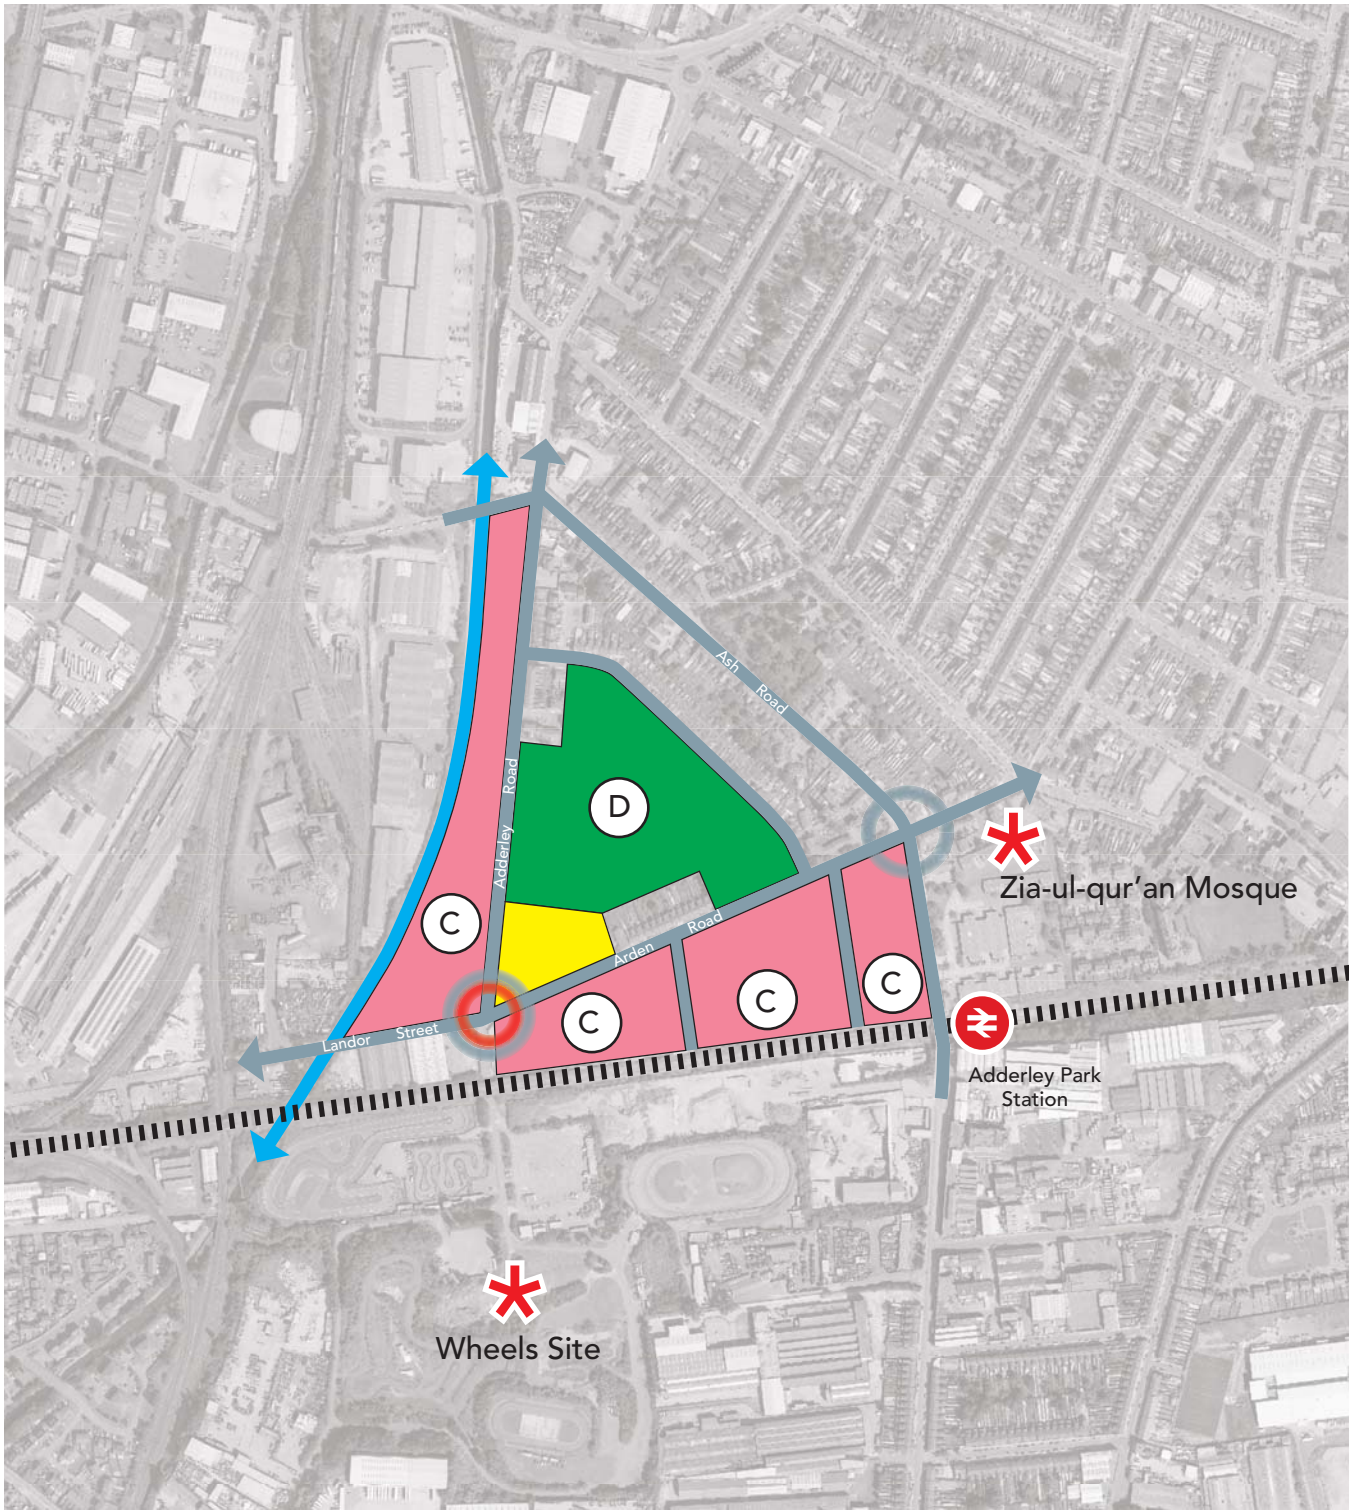 Ash Road
D
Adderley Road
Zia-ul-qur'an Mosque
C
Arden Road
C
C
C
Landor Street
Adderley Park
Station
Wheels Site